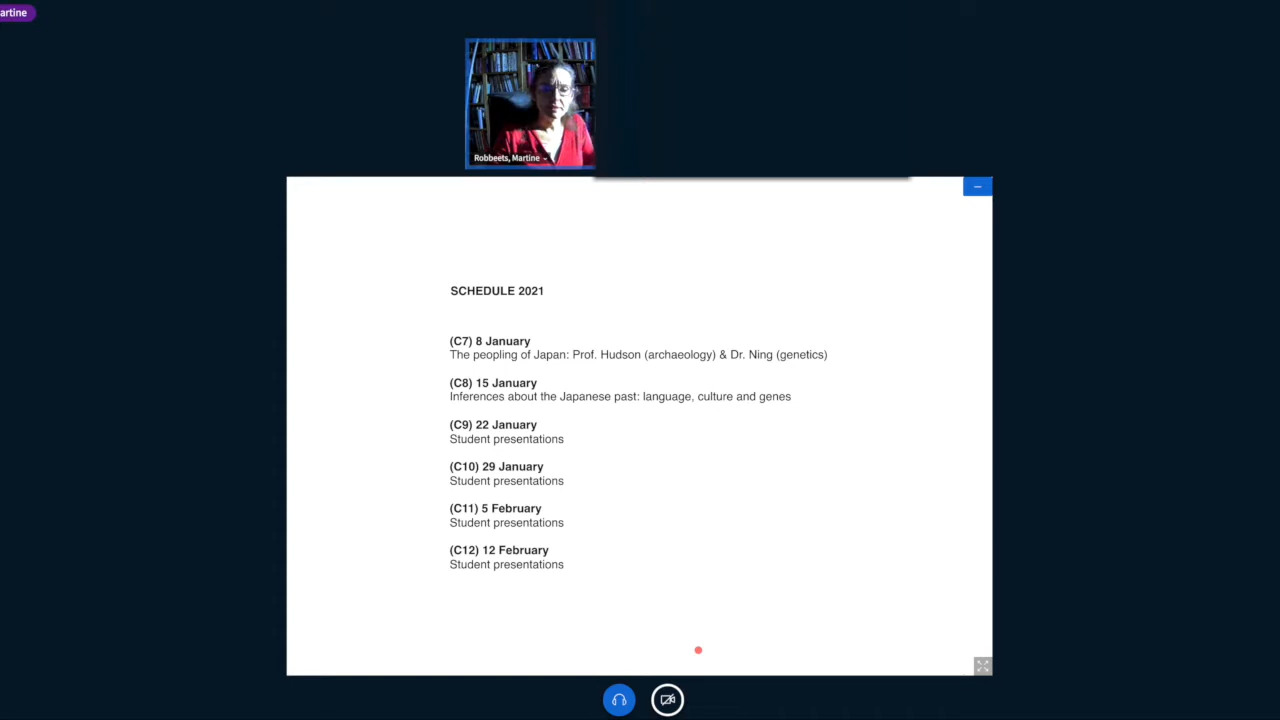 artine
Robbeets, Martine
SCHEDULE 2021
(C7) 8 January
The peopling of Japan: Prof. Hudson (archaeology) & Dr. Ning (genetics)
(C8) 15 January
Inferences about the Japanese past: language, culture and genes
(C9) 22 January
Student presentations
(C10) 29 January
Student presentations
(C11) 5 February
Student presentations
(C12) 12 February
Student presentations